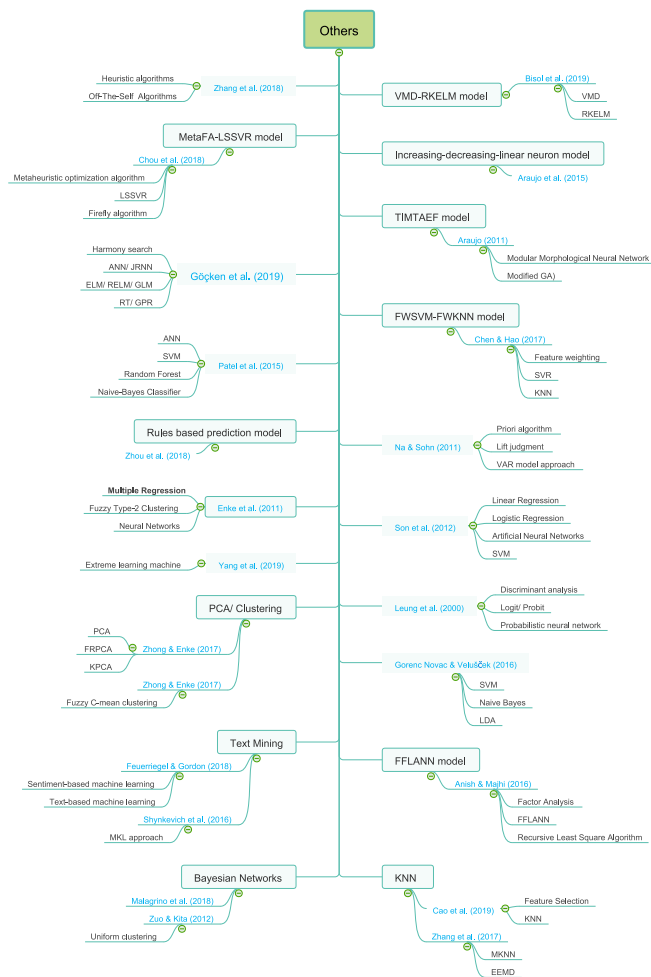 Others
Heuristic algorithms
Off-The-Self Algorithms
Zhang et al. (2018)
MetaFA-LSSVR model
Chou et al. (2018)
Metaheuristic optimization algorithm
LSSVR
Firefly algorithm
Harmony search
ANN/ JRNN
ELM/ RELM/ GLM
RT/ GPR
Göçken et al. (2019)
ANN
SVM
Random Forest
Naive-Bayes Classifier
Patel et al. (2015)
Rules based prediction model
Zhou et al. (2018)
Multiple Regression
Fuzzy Type-2 Clustering
Neural Networks
Enke et al. (2011)
Extreme learning machine
Yang et al. (2019)
PCA/ Clustering
PCA
FRPCA
KPCA
Zhong & Enke (2017)
Zhong & Enke (2017)
Fuzzy C-mean clustering
Text Mining
Feuerriegel & Gordon (2018)
Sentiment-based machine learning
Text-based machine learning
Shynkevich et al. (2016)
MKL approach
Bayesian Networks
Malagrino et al. (2018)
Zuo & Kita (2012)
Uniform clustering
VMD-RKELM model
Bisol et al. (2019)
VMD
RKELM
Increasing-decreasing-linear neuron model
Araujo et al. (2015)
TIMTAEF model
Araujo (2011)
Modular Morphological Neural Network
Modified GA)
FWSVM-FWKNN model
Chen & Hao (2017)
Feature weighting
SVR
KNN
Na & Sohn (2011)
Priori algorithm
Lift judgment
VAR model approach
Son et al. (2012)
Linear Regression
Logistic Regression
Artificial Neural Networks
SVM
Leung et al. (2000)
Discriminant analysis
Logit/ Probit
Probabilistic neural network
Gorenc Novac & Velušček (2016)
SVM
Naive Bayes
LDA
FFLANN model
Anish & Majhi (2016)
Factor Analysis
FFLANN
Recursive Least Square Algorithm
KNN
Cao et al. (2019)
Feature Selection
KNN
Zhang et al. (2017)
MKNN
EEMD